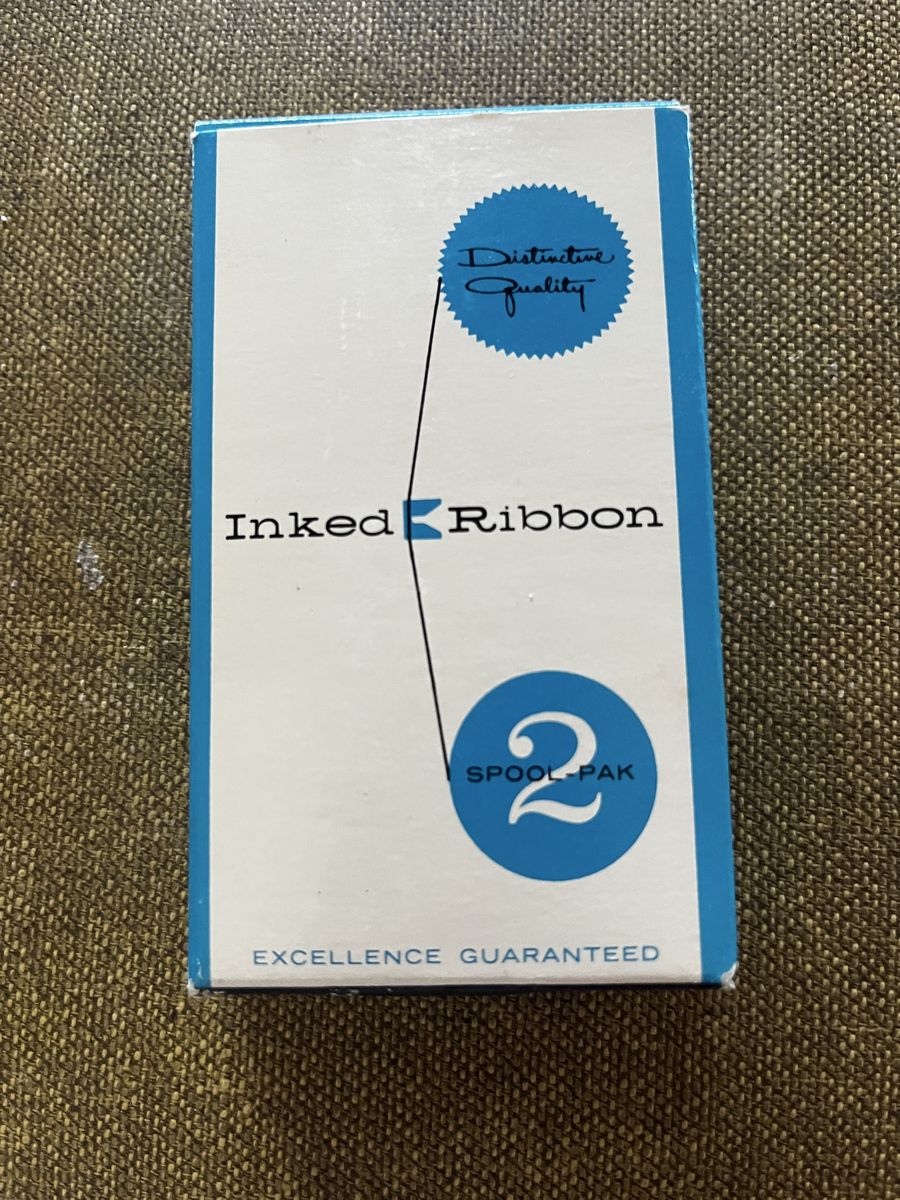 Distinctive
Quality
Inked Ribbon
2
SPOOL-PAK
EXCELLENCE GUARANTEED